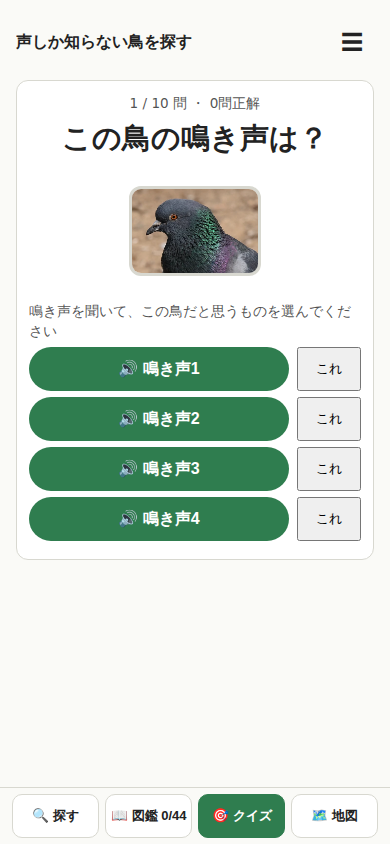 声しか知らない鳥を探す
☰
1 / 10 問 ・ 0問正解
この鳥の鳴き声は？
鳴き声を聞いて、この鳥だと思うものを選んでくだ
さい
🔊 鳴き声1 これ
🔊 鳴き声2 これ
🔊 鳴き声3 これ
🔊 鳴き声4 これ
🔍 探す 📖 図鑑 0/44 🎯 クイズ 🗺️ 地図